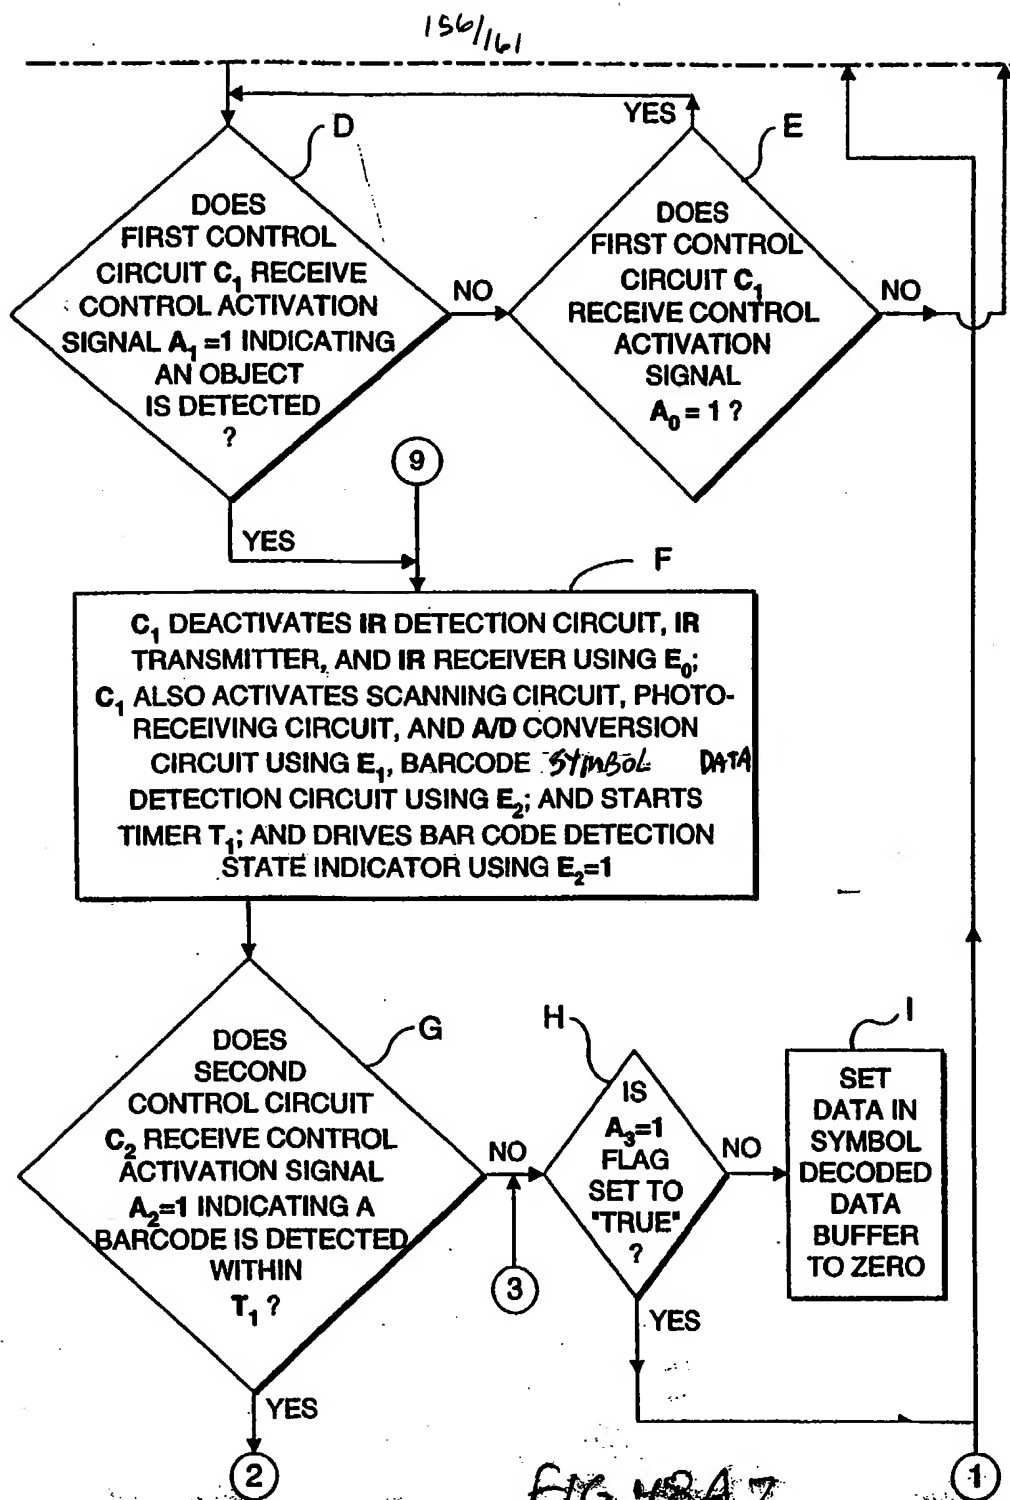 156/161
YES
D
E
DOES
FIRST CONTROL
CIRCUIT C₁ RECEIVE
CONTROL ACTIVATION
SIGNAL A₁ =1 INDICATING
AN OBJECT
IS DETECTED
?
NO
DOES
FIRST CONTROL
CIRCUIT C₁
RECEIVE CONTROL
ACTIVATION
SIGNAL
A₀ = 1 ?
NO
9
YES
F
C₁ DEACTIVATES IR DETECTION CIRCUIT, IR
TRANSMITTER, AND IR RECEIVER USING E₀;
C₁ ALSO ACTIVATES SCANNING CIRCUIT, PHOTO-
RECEIVING CIRCUIT, AND A/D CONVERSION
CIRCUIT USING E₁, BARCODE SYMBOL DATA
DETECTION CIRCUIT USING E₂; AND STARTS
TIMER T₁; AND DRIVES BAR CODE DETECTION
STATE INDICATOR USING E₂=1
G
DOES
SECOND
CONTROL CIRCUIT
C₂ RECEIVE CONTROL
ACTIVATION SIGNAL
A₂=1 INDICATING A
BARCODE IS DETECTED
WITHIN
T₁ ?
NO
3
H
IS
A₃=1
FLAG
SET TO
"TRUE"
?
NO
I
SET
DATA IN
SYMBOL
DECODED
DATA
BUFFER
TO ZERO
YES
YES
2
1
FIG